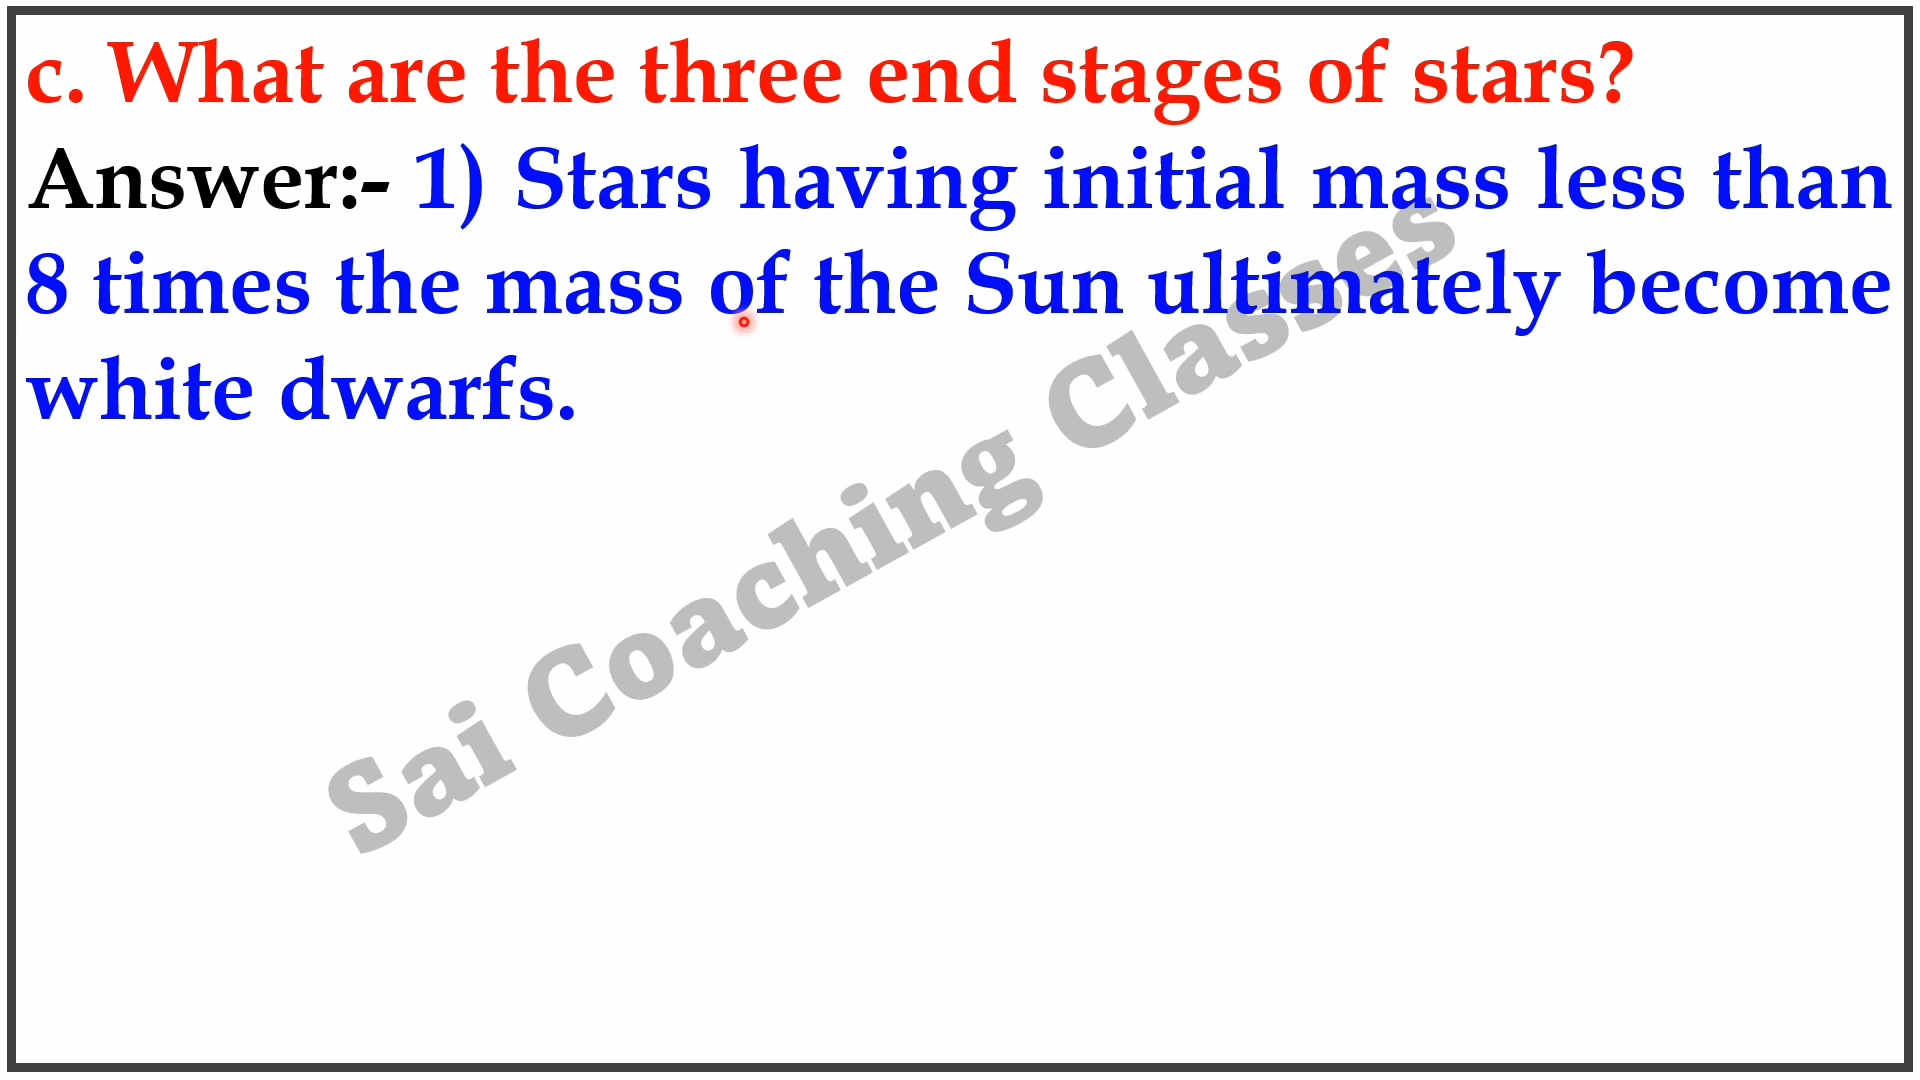 c. What are the three end stages of stars?
Answer:- 1) Stars having initial mass less than
8 times the mass of the Sun ultimately become
white dwarfs.
Sai Coaching Classes